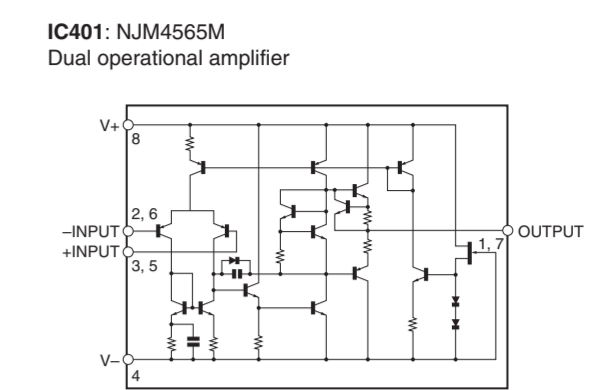 IC401: NJM4565M
Dual operational amplifier
V+
8
2, 6
–INPUT
+INPUT
3, 5
1, 7
OUTPUT
V–
4